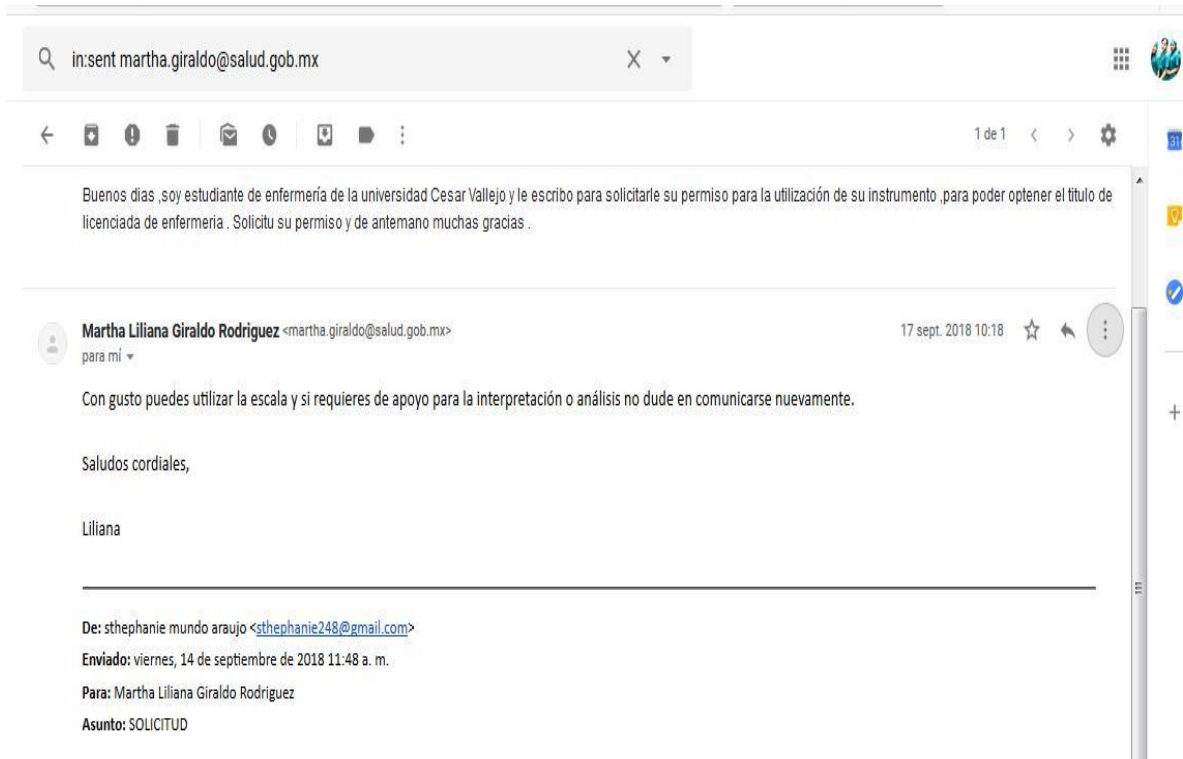 in:sent martha.giraldo@salud.gob.mx
1 de 1
31
Buenos dias ,soy estudiante de enfermería de la universidad Cesar Vallejo y le escribo para solicitarle su permiso para la utilización de su instrumento ,para poder optener el titulo de
licenciada de enfermeria . Solicitu su permiso y de antemano muchas gracias .
Martha Liliana Giraldo Rodriguez <martha.giraldo@salud.gob.mx>
17 sept. 2018 10:18
para mí
Con gusto puedes utilizar la escala y si requieres de apoyo para la interpretación o análisis no dude en comunicarse nuevamente.
Saludos cordiales,
Liliana
De: sthephanie mundo araujo <sthephanie248@gmail.com>
Enviado: viernes, 14 de septiembre de 2018 11:48 a. m.
Para: Martha Liliana Giraldo Rodriguez
Asunto: SOLICITUD